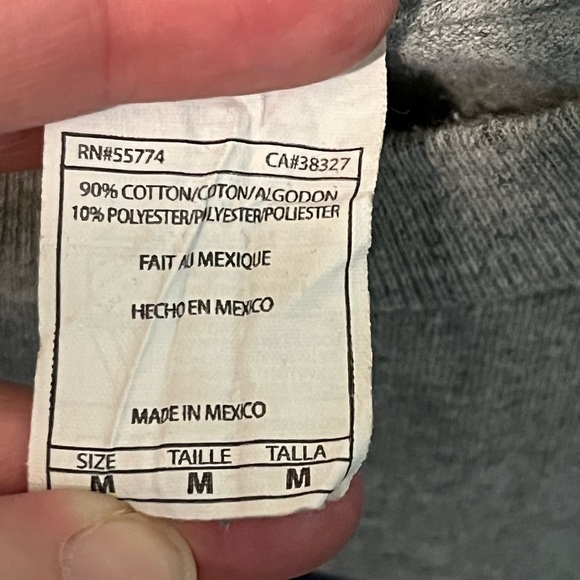 RN#55774 CA#38327
90% COTTON/COTON/ALGODON
10% POLYESTER/POLYESTER/POLIESTER
FAIT AU MEXIQUE
HECHO EN MEXICO
MADE IN MEXICO
SIZE TAILLE TALLA
M M M